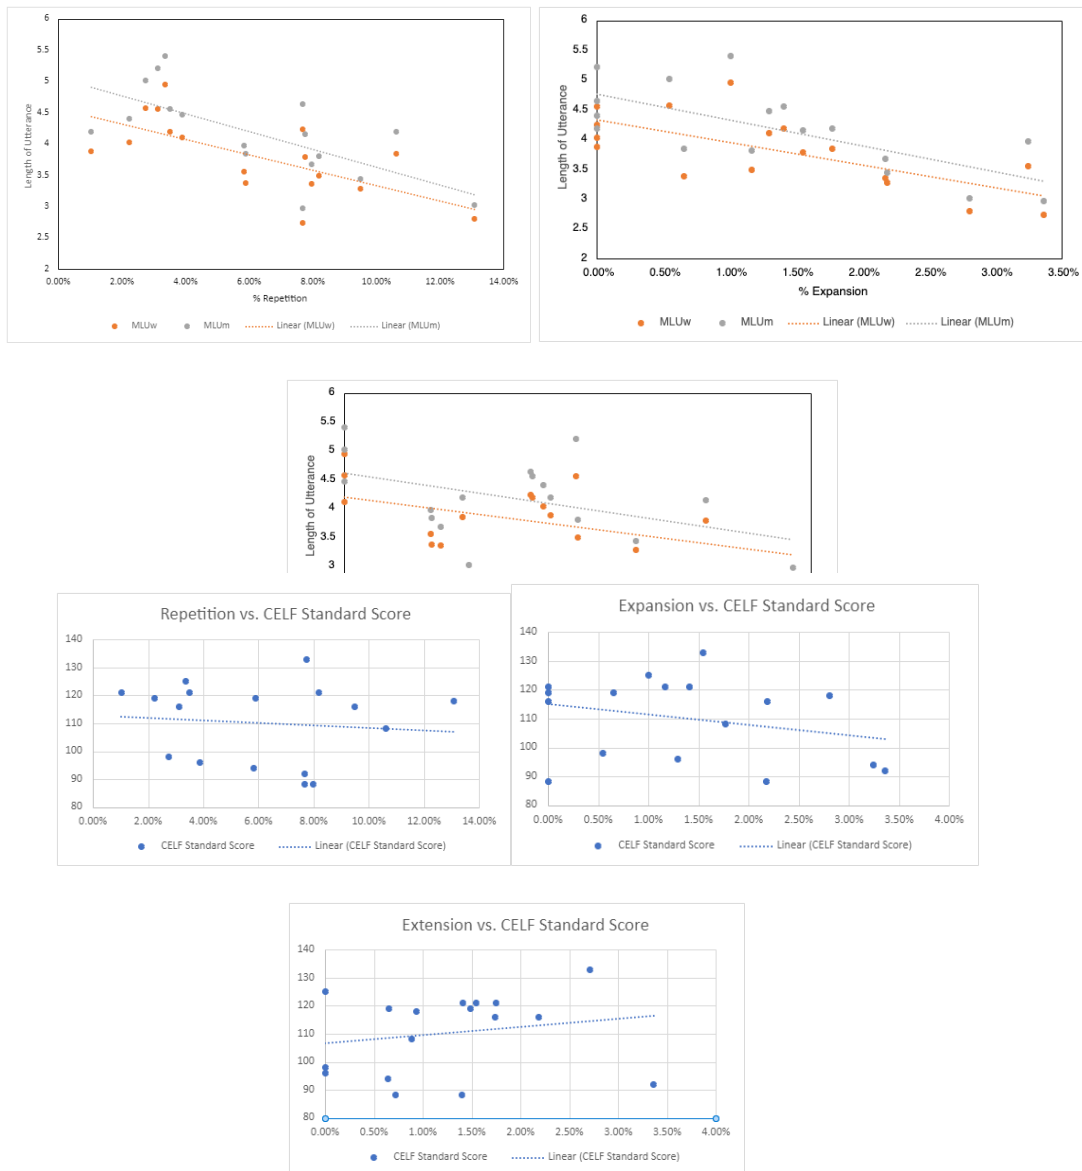 6
5.5
5
4.5
4
3.5
3
2.5
2
Length of Utterance
0.00% 2.00% 4.00% 6.00% 8.00% 10.00% 12.00% 14.00%
% Repetition
MLUw MLUm Linear (MLUw) Linear (MLUm)
6
5.5
5
4.5
4
3.5
3
2.5
2
Length of Utterance
0.00% 0.50% 1.00% 1.50% 2.00% 2.50% 3.00% 3.50%
% Expansion
MLUw MLUm Linear (MLUw) Linear (MLUm)
6
5.5
5
4.5
4
3.5
3
Length of Utterance
Repetition vs. CELF Standard Score
140
130
120
110
100
90
80
0.00% 2.00% 4.00% 6.00% 8.00% 10.00% 12.00% 14.00%
CELF Standard Score Linear (CELF Standard Score)
Expansion vs. CELF Standard Score
140
130
120
110
100
90
80
0.00% 0.50% 1.00% 1.50% 2.00% 2.50% 3.00% 3.50% 4.00%
CELF Standard Score Linear (CELF Standard Score)
Extension vs. CELF Standard Score
140
130
120
110
100
90
80
0.00% 0.50% 1.00% 1.50% 2.00% 2.50% 3.00% 3.50% 4.00%
CELF Standard Score Linear (CELF Standard Score)